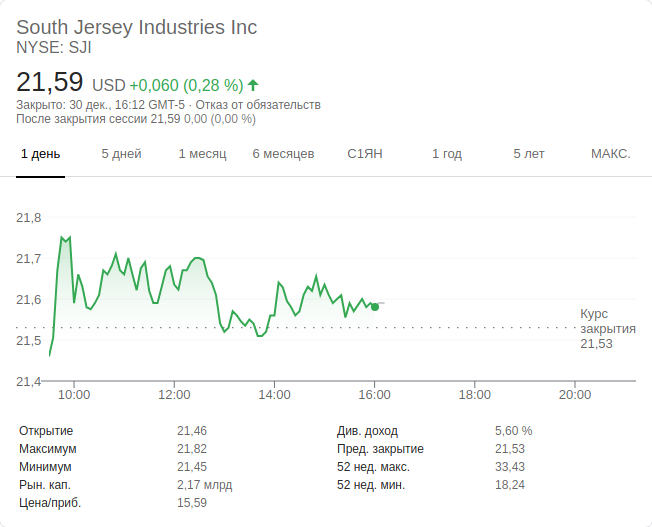 South Jersey Industries Inc
NYSE: SJI
21,59 USD +0,060 (0,28 %)
Закрыто: 30 дек., 16:12 GMT-5 · Отказ от обязательств
После закрытия сессии 21,59 0,00 (0,00 %)
1 день 5 дней 1 месяц 6 месяцев С1ЯН 1 год 5 лет МАКС.
21,8
21,7
21,6
21,5
21,4
Курс
закрытия
21,53
10:00 12:00 14:00 16:00 18:00 20:00
Открытие 21,46 Див. доход 5,60 %
Максимум 21,82 Пред. закрытие 21,53
Минимум 21,45 52 нед. макс. 33,43
Рын. кап. 2,17 млрд 52 нед. мин. 18,24
Цена/приб. 15,59